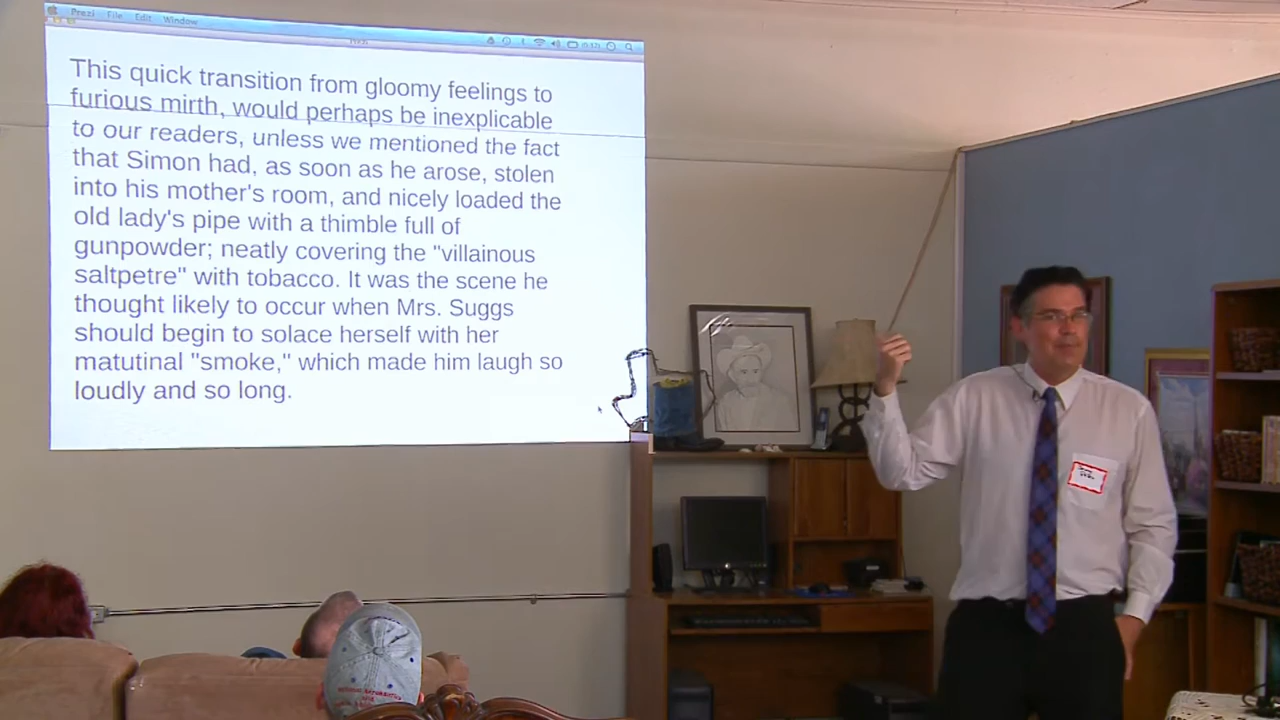 Prezi File Edit Window
This quick transition from gloomy feelings to
furious mirth, would perhaps be inexplicable
to our readers, unless we mentioned the fact
that Simon had, as soon as he arose, stolen
into his mother's room, and nicely loaded the
old lady's pipe with a thimble full of
gunpowder; neatly covering the "villainous
saltpetre" with tobacco. It was the scene he
thought likely to occur when Mrs. Suggs
should begin to solace herself with her
matutinal "smoke," which made him laugh so
loudly and so long.